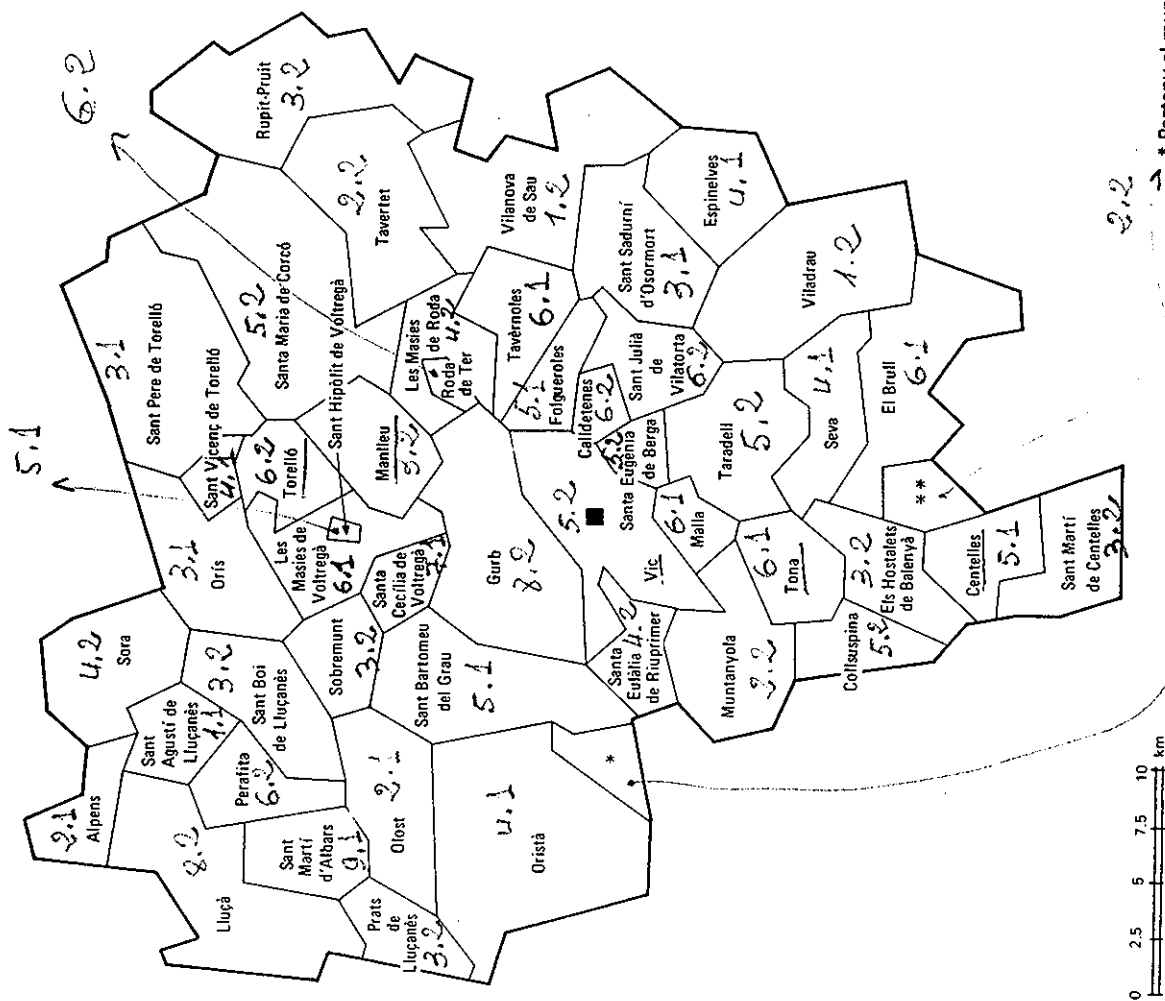 5.1
6.2
Rupit-Pruit
3.2
Sant Pere de Torelló
3.1
2.2
Tavertet
Santa Maria de Corcó
5.2
Sant Vicenç de Torelló
4.1
Sant Hipòlit de Voltregà
6.2
Torelló
Orís
3.1
Sora
4.2
Alpens
2.1
Sant
Agustí de
Lluçanès
1.1
3.2
Sant Boi
de Lluçanès
Perafita
6.2
Lluçà
Sant
Martí
d'Albars
Prats
de
Lluçanès
3.2
Olost
2.1
4.1
Oristà
*
Les
Masies de
Voltregà
6.1
Santa
Cecília de
Voltregà
Sobremunt
3.2
Sant Bartomeu
del Grau
5.1
Manlleu
Gurb
Les Masies
de Roda
4.2
Roda
de Ter
Vilanova
de Sau
1.2
Tavèrnoles
6.1
5.1
Folgueroles
Calldetenes
6.2
Sant Julià
de
Vilatorta
6.2
Sant Sadurní
d'Osormort
3.1
Espinelves
4.1
Viladrau
1.2
Santa Eugènia
de Berga
5.2
Vic
Santa
Eulàlia
4.2
de Riuprimer
6.1
Malla
Taradell
5.2
Seva
4.1
El Brull
6.1
Muntanyola
6.1
Tona
Collsuspina
5.2
3.2
Els Hostalets
de Balenyà
**
Centelles
5.1
Sant Martí
de Centelles
3.2
2.2
0 2.5 5 7.5 10 km